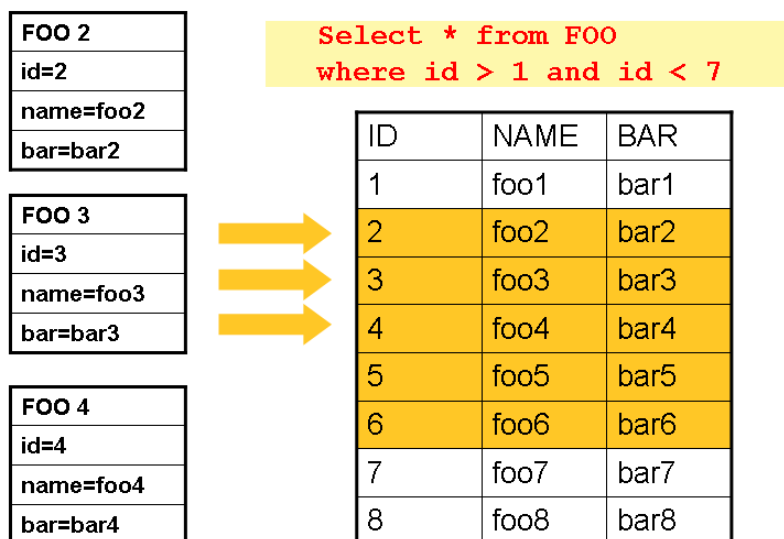 FOO 2
id=2
name=foo2
bar=bar2
FOO 3
id=3
name=foo3
bar=bar3
FOO 4
id=4
name=foo4
bar=bar4
Select * from FOO
where id > 1 and id < 7
ID NAME BAR
1 foo1 bar1
2 foo2 bar2
3 foo3 bar3
4 foo4 bar4
5 foo5 bar5
6 foo6 bar6
7 foo7 bar7
8 foo8 bar8